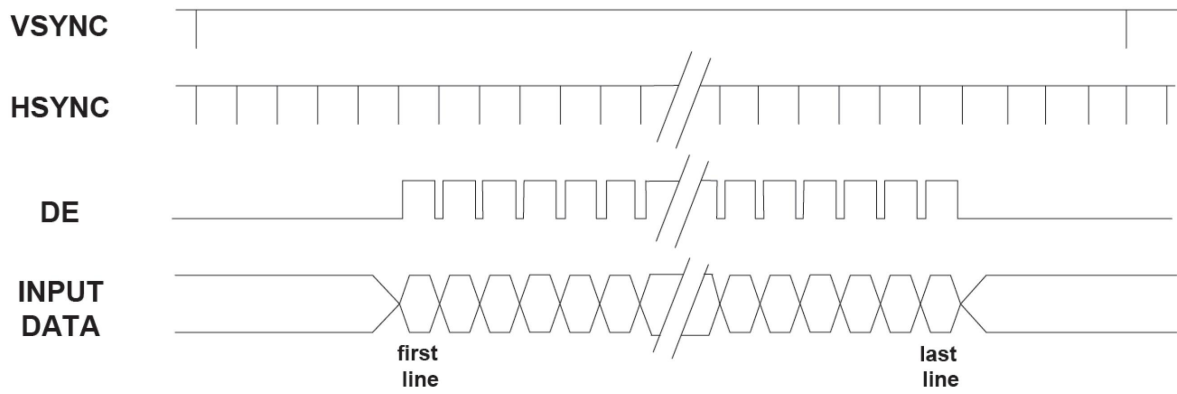 VSYNC
HSYNC
DE
INPUT
DATA
first
line
last
line